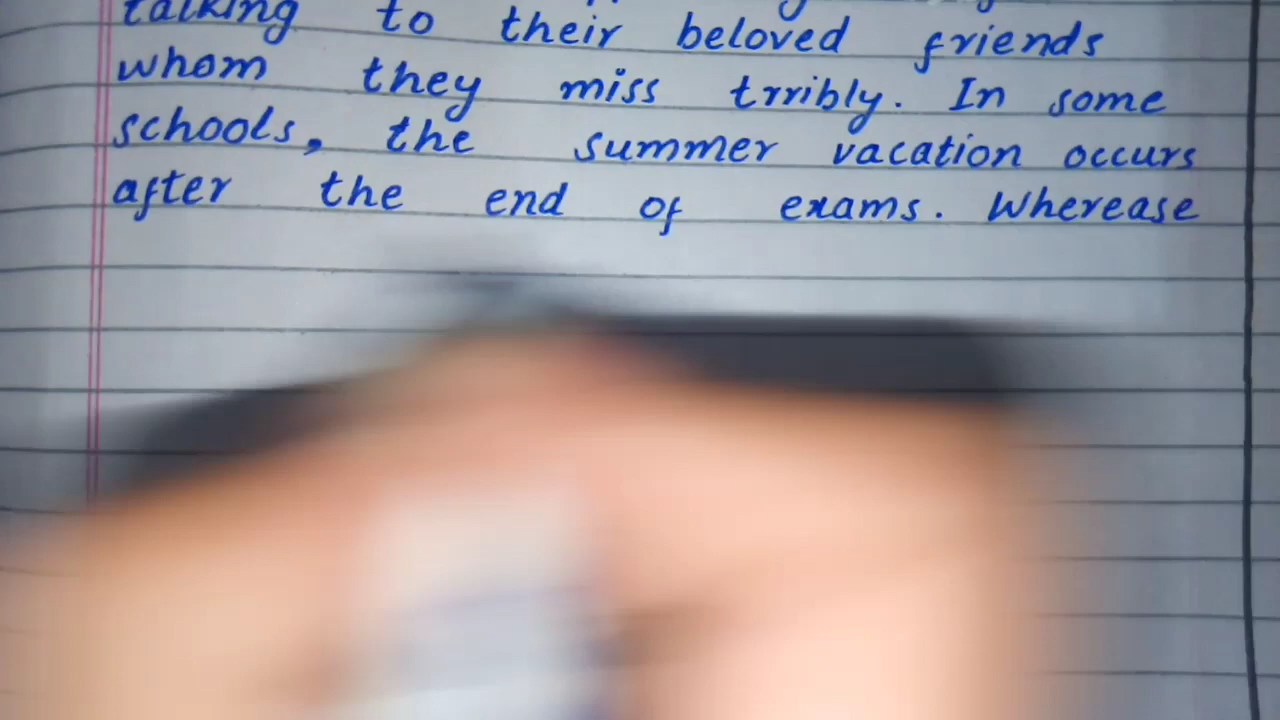 talking to their beloved friends
whom they miss trribly. In some
schools, the summer vacation occurs
after the end of exams. Wherease